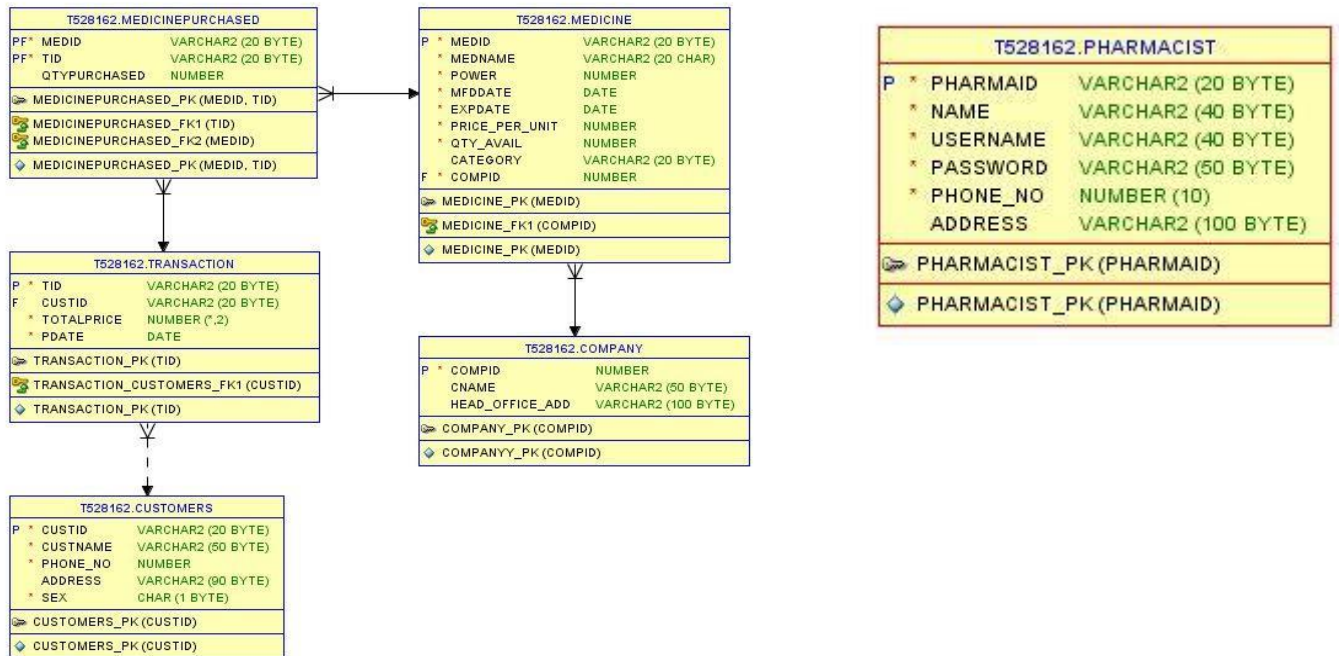 T528162.MEDICINEPURCHASED
PF* MEDID VARCHAR2 (20 BYTE)
PF* TID VARCHAR2 (20 BYTE)
QTYPURCHASED NUMBER
MEDICINEPURCHASED_PK (MEDID, TID)
MEDICINEPURCHASED_FK1 (TID)
MEDICINEPURCHASED_FK2 (MEDID)
MEDICINEPURCHASED_PK (MEDID, TID)
T528162.MEDICINE
P * MEDID VARCHAR2 (20 BYTE)
* MEDNAME VARCHAR2 (20 CHAR)
* POWER NUMBER
* MFDDATE DATE
* EXPDATE DATE
* PRICE_PER_UNIT NUMBER
* QTY_AVAIL NUMBER
CATEGORY VARCHAR2 (20 BYTE)
F * COMPID NUMBER
MEDICINE_PK (MEDID)
MEDICINE_FK1 (COMPID)
MEDICINE_PK (MEDID)
T528162.PHARMACIST
P * PHARMAID VARCHAR2 (20 BYTE)
* NAME VARCHAR2 (40 BYTE)
* USERNAME VARCHAR2 (40 BYTE)
* PASSWORD VARCHAR2 (50 BYTE)
* PHONE_NO NUMBER (10)
ADDRESS VARCHAR2 (100 BYTE)
PHARMACIST_PK (PHARMAID)
PHARMACIST_PK (PHARMAID)
T528162.TRANSACTION
P * TID VARCHAR2 (20 BYTE)
F CUSTID VARCHAR2 (20 BYTE)
* TOTALPRICE NUMBER (*,2)
* PDATE DATE
TRANSACTION_PK (TID)
TRANSACTION_CUSTOMERS_FK1 (CUSTID)
TRANSACTION_PK (TID)
T528162.COMPANY
P * COMPID NUMBER
CNAME VARCHAR2 (50 BYTE)
HEAD_OFFICE_ADD VARCHAR2 (100 BYTE)
COMPANY_PK (COMPID)
COMPANYY_PK (COMPID)
T528162.CUSTOMERS
P * CUSTID VARCHAR2 (20 BYTE)
* CUSTNAME VARCHAR2 (50 BYTE)
* PHONE_NO NUMBER
ADDRESS VARCHAR2 (90 BYTE)
* SEX CHAR (1 BYTE)
CUSTOMERS_PK (CUSTID)
CUSTOMERS_PK (CUSTID)